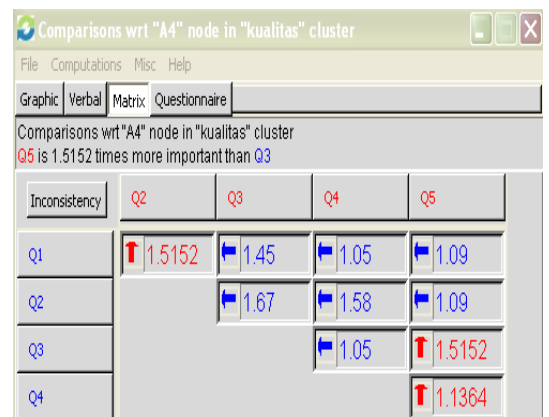 Comparisons wrt "A4" node in "kualitas" cluster
File Computations Misc Help
Graphic Verbal Matrix Questionnaire
Comparisons wrt "A4" node in "kualitas" cluster
Q5 is 1.5152 times more important than Q3
Inconsistency Q2 Q3 Q4 Q5
Q1 1.5152 1.45 1.05 1.09
Q2 1.67 1.58 1.09
Q3 1.05 1.5152
Q4 1.1364